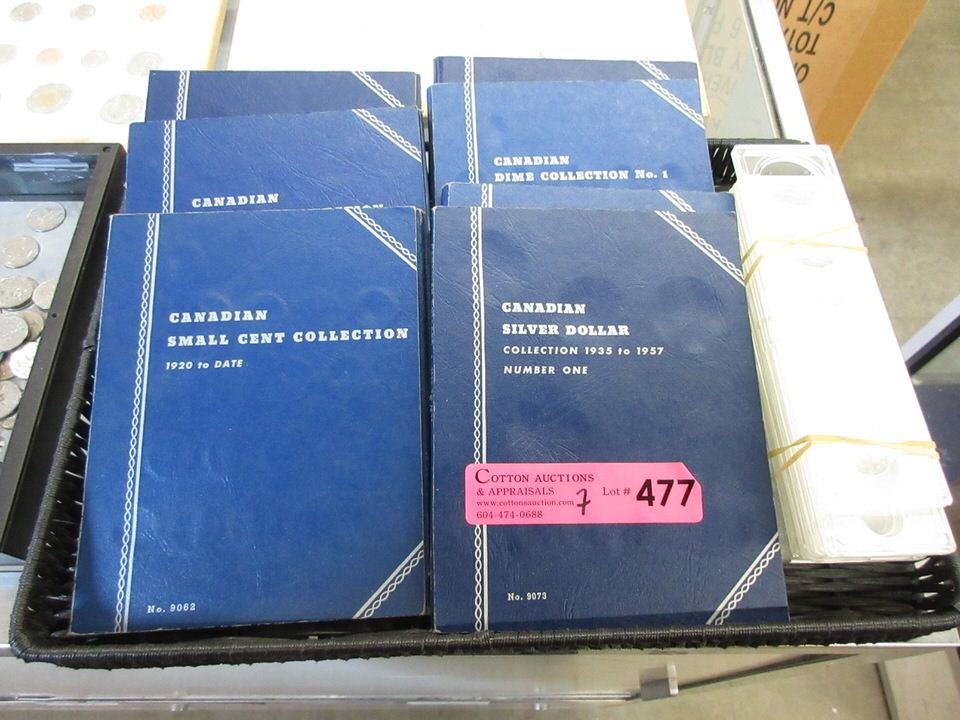 CANADIAN
CANADIAN
DIME COLLECTION No. 1
CANADIAN
SMALL CENT COLLECTION
1920 to DATE
No. 9062
CANADIAN
SILVER DOLLAR
COLLECTION 1935 to 1957
NUMBER ONE
COTTON AUCTIONS
& APPRAISALS
www.cottonsauction.com
604-474-0688
7
Lot # 477
No. 9073
C/T N
TOT